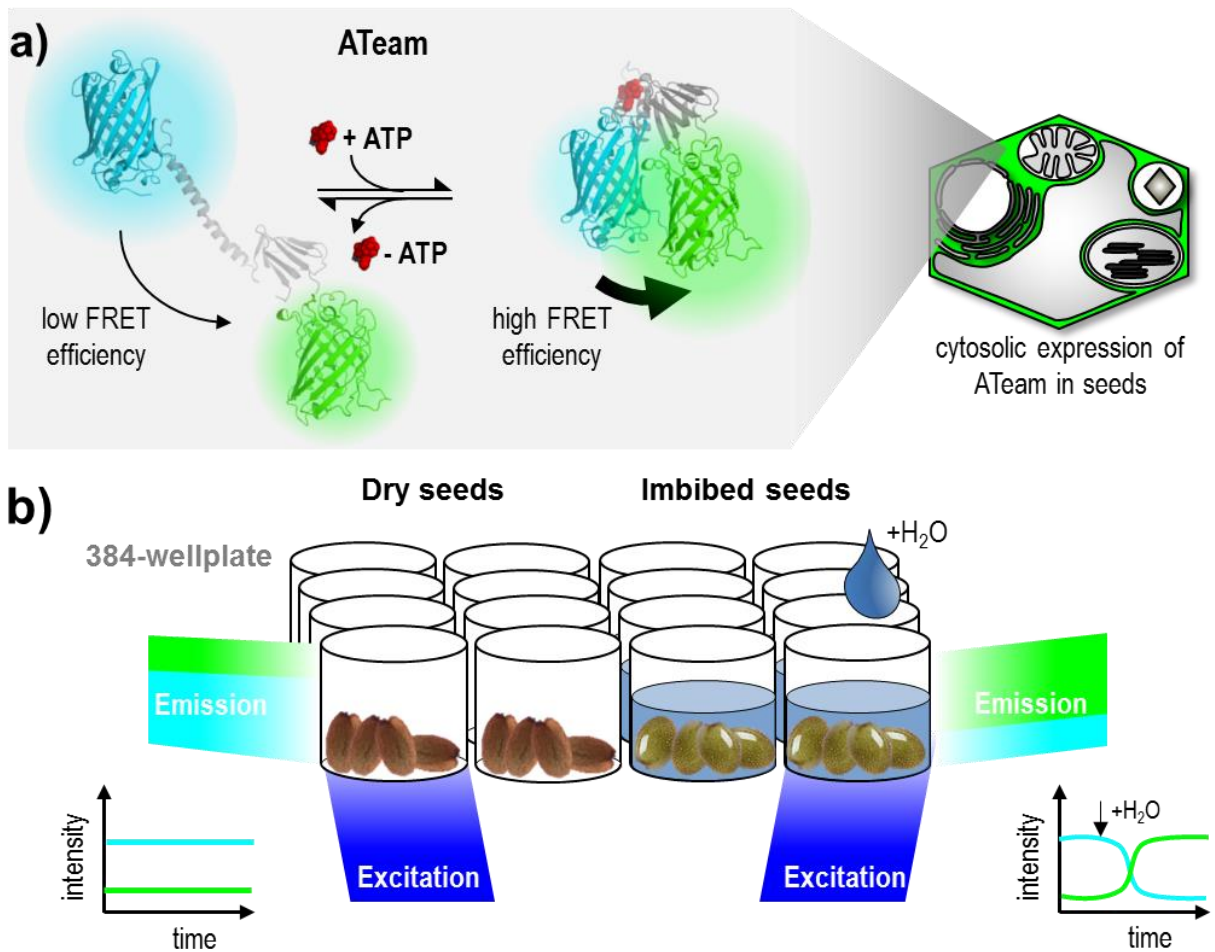 a)
ATeam
+ ATP
- ATP
low FRET
efficiency
high FRET
efficiency
cytosolic expression of
ATeam in seeds
b)
Dry seeds
Imbibed seeds
384-wellplate
+H₂O
Emission
Emission
Excitation
Excitation
intensity
time
+H₂O
intensity
time